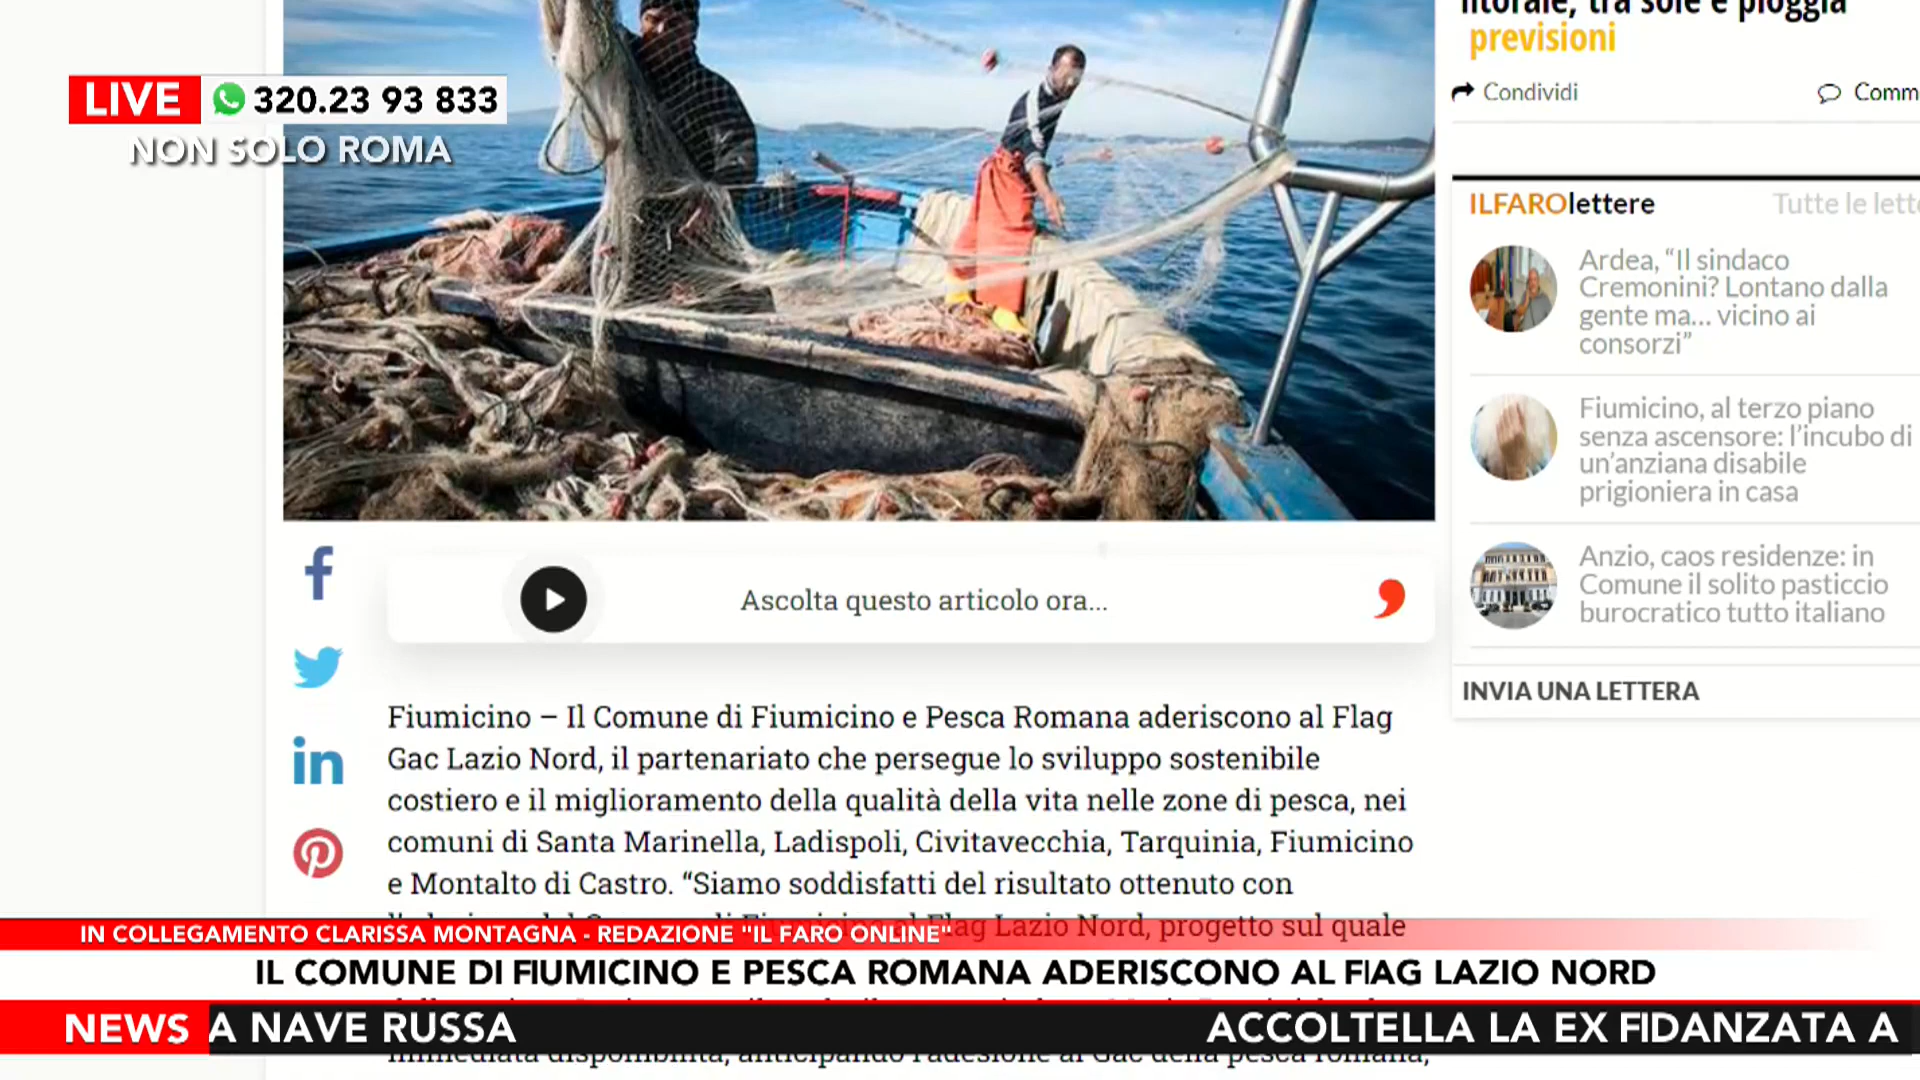 litorale, tra sole e pioggia
previsioni
LIVE 320.23 93 833
NON SOLO ROMA
Condividi
Comm
ILFAROlettere
Tutte le lette
Ardea, “Il sindaco
Cremonini? Lontano dalla
gente ma... vicino ai
consorzi”
Fiumicino, al terzo piano
senza ascensore: l’incubo di
un’anziana disabile
prigioniera in casa
Anzio, caos residenze: in
Comune il solito pasticcio
burocratico tutto italiano
INVIA UNA LETTERA
Ascolta questo articolo ora...
Fiumicino – Il Comune di Fiumicino e Pesca Romana aderiscono al Flag
Gac Lazio Nord, il partenariato che persegue lo sviluppo sostenibile
costiero e il miglioramento della qualità della vita nelle zone di pesca, nei
comuni di Santa Marinella, Ladispoli, Civitavecchia, Tarquinia, Fiumicino
e Montalto di Castro. “Siamo soddisfatti del risultato ottenuto con
Flag Lazio Nord, progetto sul quale
IN COLLEGAMENTO CLARISSA MONTAGNA - REDAZIONE "IL FARO ONLINE"
IL COMUNE DI FIUMICINO E PESCA ROMANA ADERISCONO AL FIAG LAZIO NORD
NEWS A NAVE RUSSA ACCOLTELLA LA EX FIDANZATA A